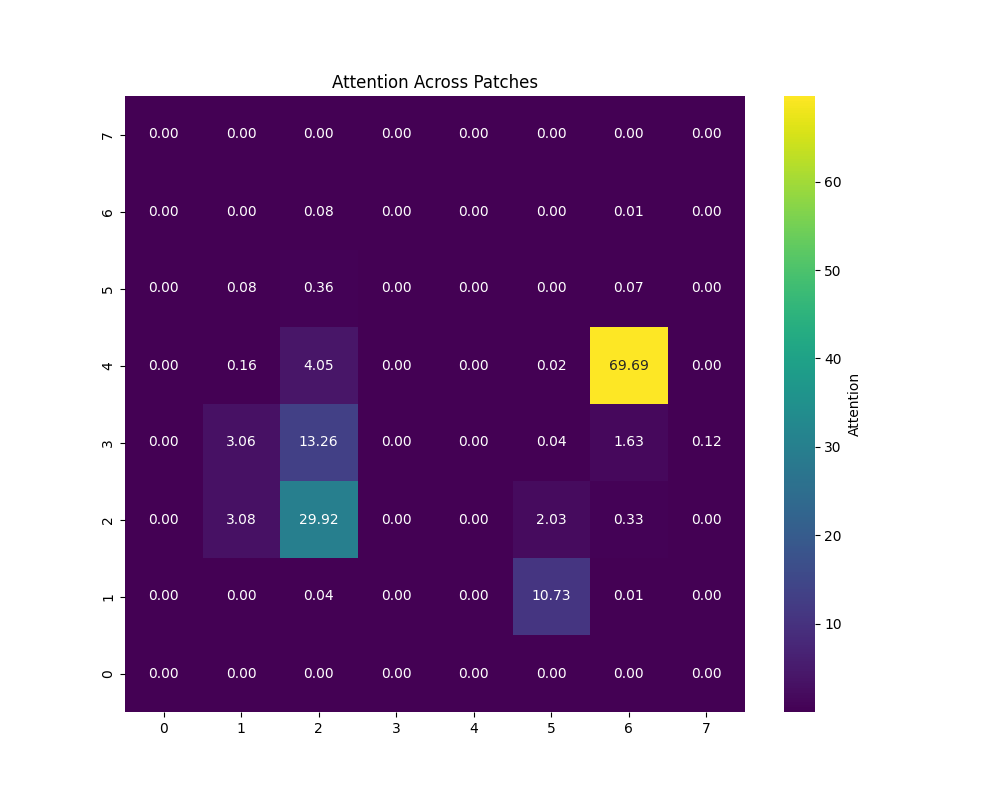 Attention Across Patches
7 0.00 0.00 0.00 0.00 0.00 0.00 0.00 0.00
6 0.00 0.00 0.08 0.00 0.00 0.00 0.01 0.00
5 0.00 0.08 0.36 0.00 0.00 0.00 0.07 0.00
4 0.00 0.16 4.05 0.00 0.00 0.02 69.69 0.00
3 0.00 3.06 13.26 0.00 0.00 0.04 1.63 0.12
2 0.00 3.08 29.92 0.00 0.00 2.03 0.33 0.00
1 0.00 0.00 0.04 0.00 0.00 10.73 0.01 0.00
0 0.00 0.00 0.00 0.00 0.00 0.00 0.00 0.00
0 1 2 3 4 5 6 7
60
50
40
30
20
10
Attention